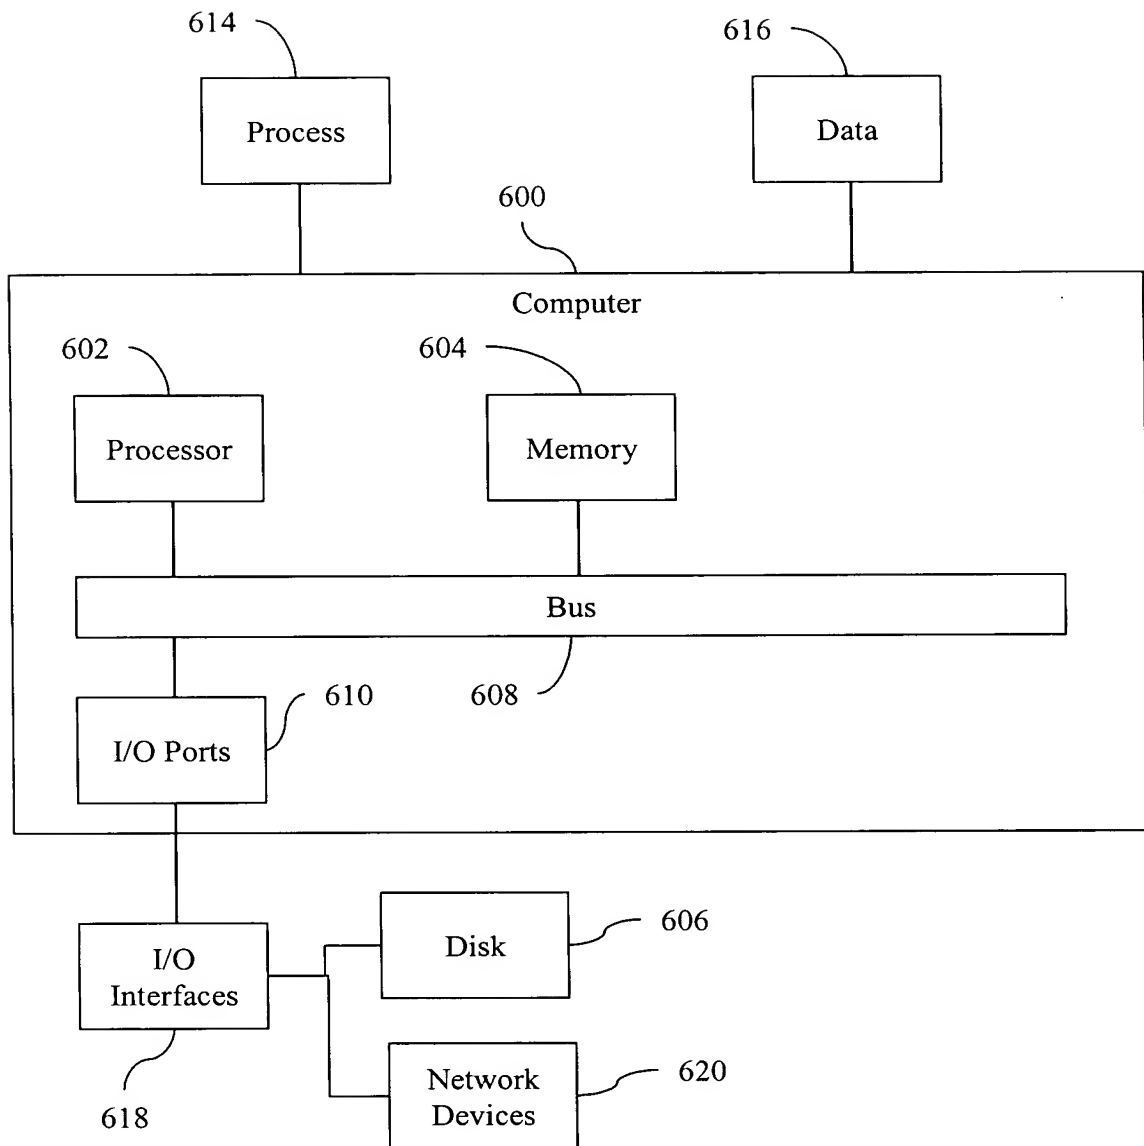 614
616
Process
Data
600
Computer
602
604
Processor
Memory
Bus
610
608
I/O Ports
606
Disk
I/O
Interfaces
620
Network
Devices
618